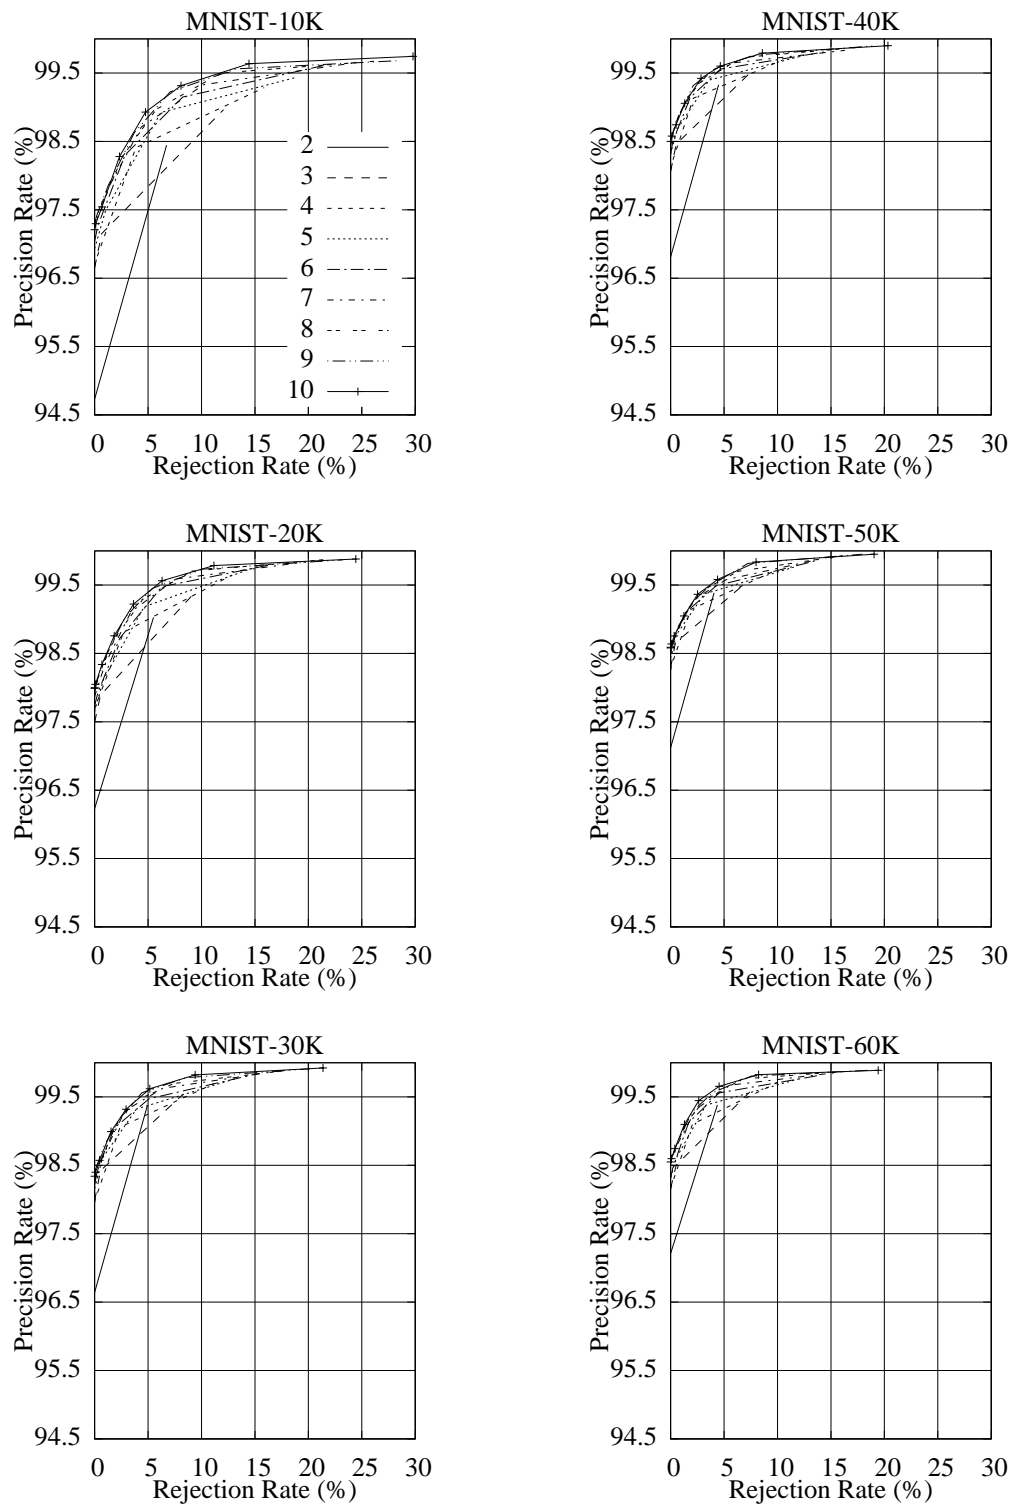 MNIST-10K
Precision Rate (%)
99.5
98.5
97.5
96.5
95.5
94.5
2
3
4
5
6
7
8
9
10
0 5 10 15 20 25 30
Rejection Rate (%)
MNIST-40K
Precision Rate (%)
99.5
98.5
97.5
96.5
95.5
94.5
0 5 10 15 20 25 30
Rejection Rate (%)
MNIST-20K
Precision Rate (%)
99.5
98.5
97.5
96.5
95.5
94.5
0 5 10 15 20 25 30
Rejection Rate (%)
MNIST-50K
Precision Rate (%)
99.5
98.5
97.5
96.5
95.5
94.5
0 5 10 15 20 25 30
Rejection Rate (%)
MNIST-30K
Precision Rate (%)
99.5
98.5
97.5
96.5
95.5
94.5
0 5 10 15 20 25 30
Rejection Rate (%)
MNIST-60K
Precision Rate (%)
99.5
98.5
97.5
96.5
95.5
94.5
0 5 10 15 20 25 30
Rejection Rate (%)